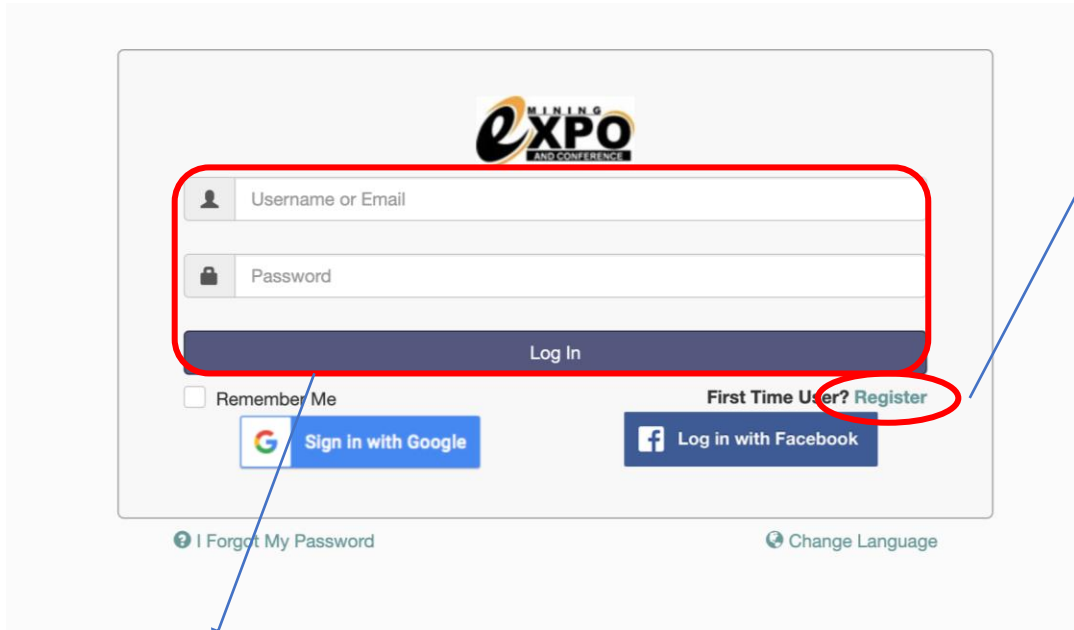 MINING
eXPO
AND CONFERENCE
Username or Email
Password
Log In
Remember Me
First Time User? Register
Sign in with Google
Log in with Facebook
I Forgot My Password
Change Language